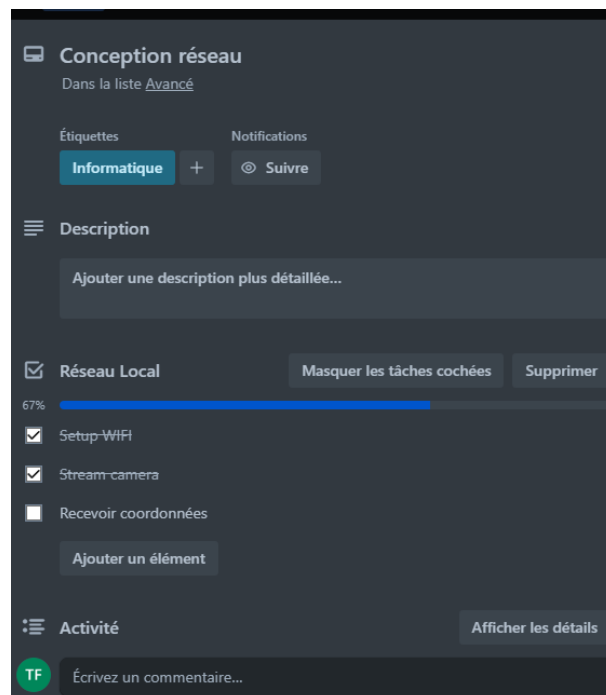 Conception réseau
Dans la liste Avancé
Étiquettes Notifications
Informatique + Suivre
Description
Ajouter une description plus détaillée...
Réseau Local Masquer les tâches cochées Supprimer
67%
Setup WIFI
Stream camera
Recevoir coordonnées
Ajouter un élément
Activité Afficher les détails
TF Écrivez un commentaire...